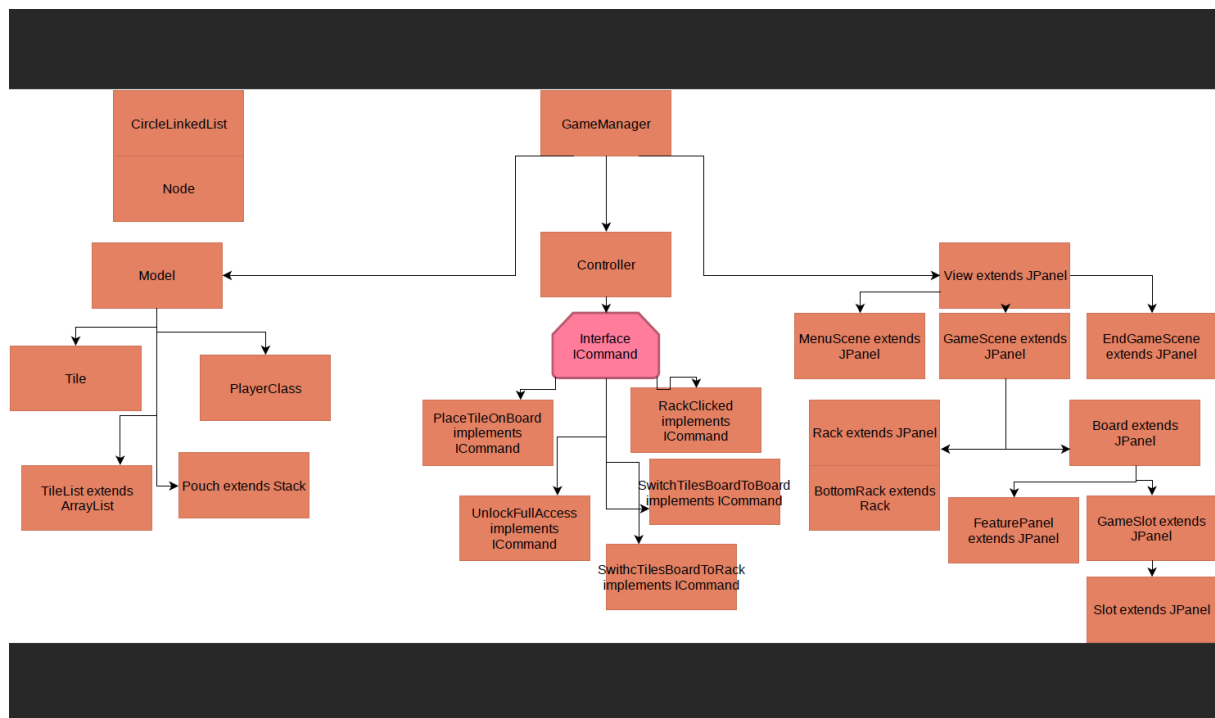 CircleLinkedList
Node
GameManager
Model
Controller
View extends JPanel
Tile
PlayerClass
TileList extends
ArrayList
Pouch extends Stack
Interface
ICommand
PlaceTileOnBoard
implements
ICommand
RackClicked
implements
ICommand
UnlockFullAccess
implements
ICommand
SwitchTilesBoardToBoard
implements ICommand
SwithcTilesBoardToRack
implements ICommand
MenuScene extends
JPanel
GameScene extends
JPanel
EndGameScene
extends JPanel
Rack extends JPanel
BottomRack extends
Rack
Board extends
JPanel
FeaturePanel
extends JPanel
GameSlot extends
JPanel
Slot extends JPanel